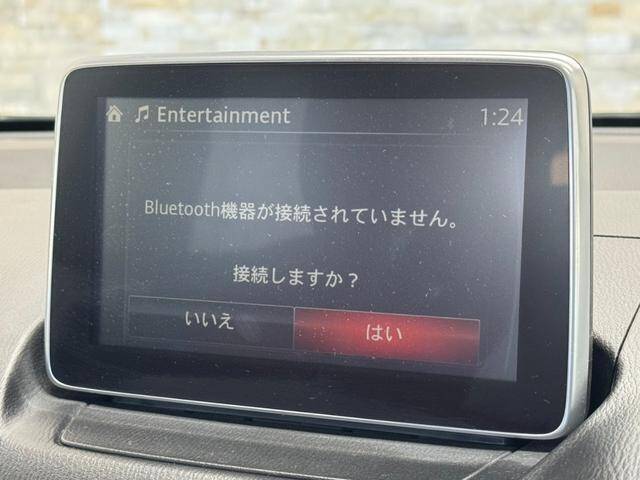 Entertainment 1:24
Bluetooth機器が接続されていません。
接続しますか？
いいえ はい